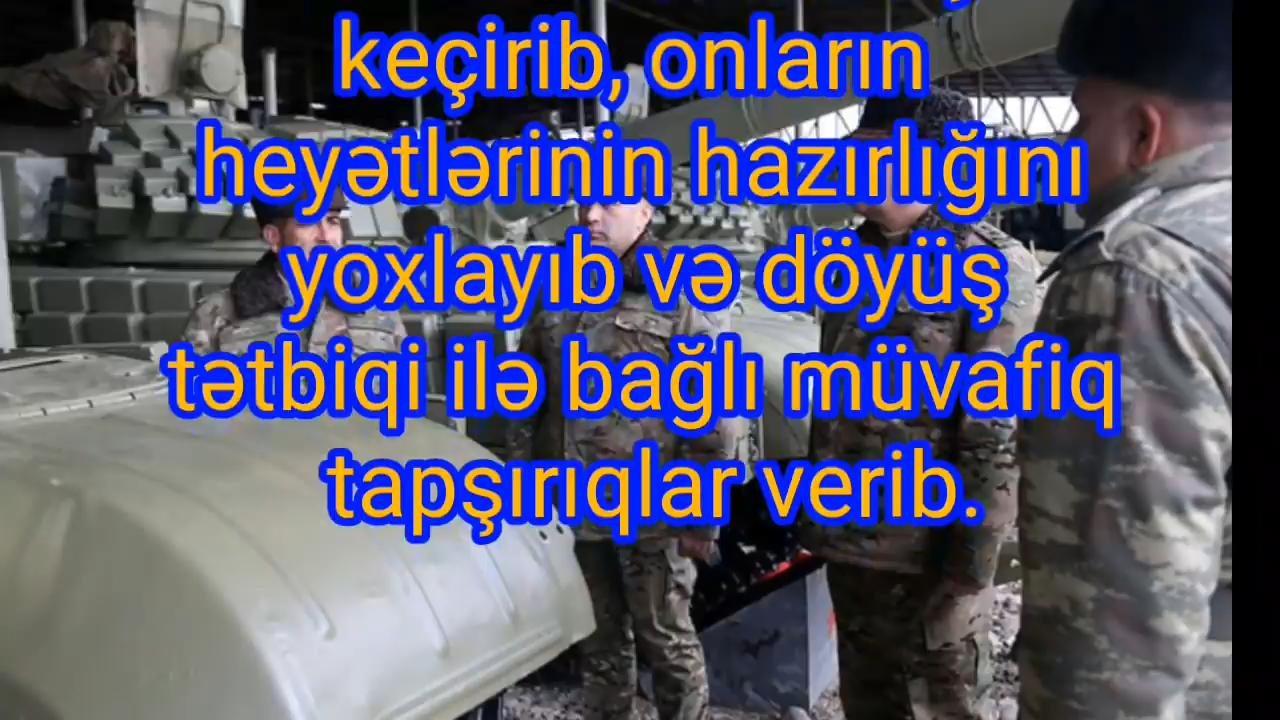 keçirib, onların
heyətlərinin hazırlığını
yoxlayıb və döyüş
tətbiqi ilə bağlı müvafiq
tapşırıqlar verib.